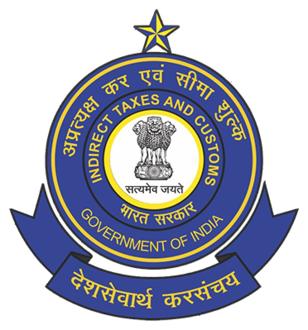 अप्रत्यक्ष कर एवं सीमा शुल्क
INDIRECT TAXES AND CUSTOMS
सत्यमेव जयते
भारत सरकार
GOVERNMENT OF INDIA
देशसेवार्थ करसंचय